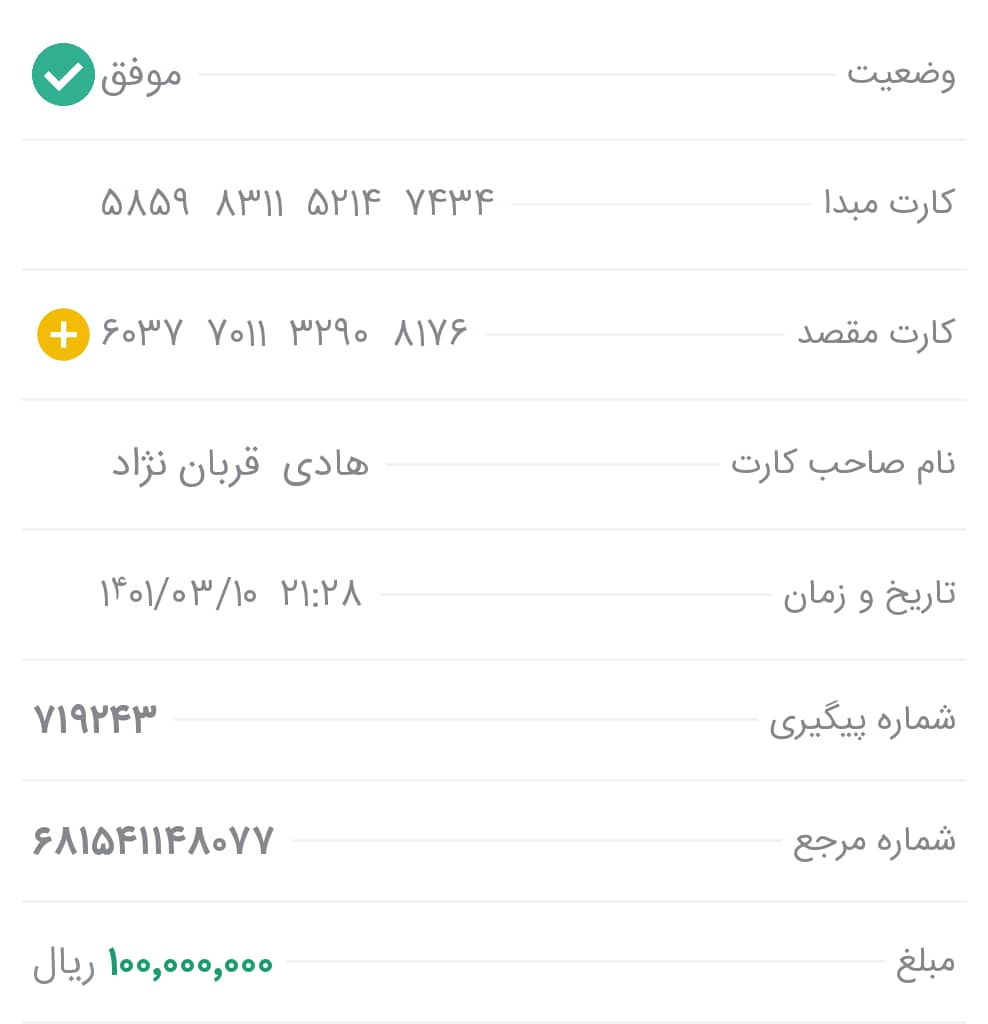 وضعیت موفق
کارت مبدا ۵۸۵۹ ۸۳۱۱ ۵۲۱۴ ۷۴۳۴
کارت مقصد ۶۰۳۷ ۷۰۱۱ ۳۲۹۰ ۸۱۷۶
نام صاحب کارت هادی قربان نژاد
تاریخ و زمان ۱۴۰۱/۰۳/۱۰ ۲۱:۲۸
شماره پیگیری ۷۱۹۲۴۳
شماره مرجع ۶۸۱۵۴۱۱۴۸۰۷۷
مبلغ ۱۰۰,۰۰۰,۰۰۰ ریال